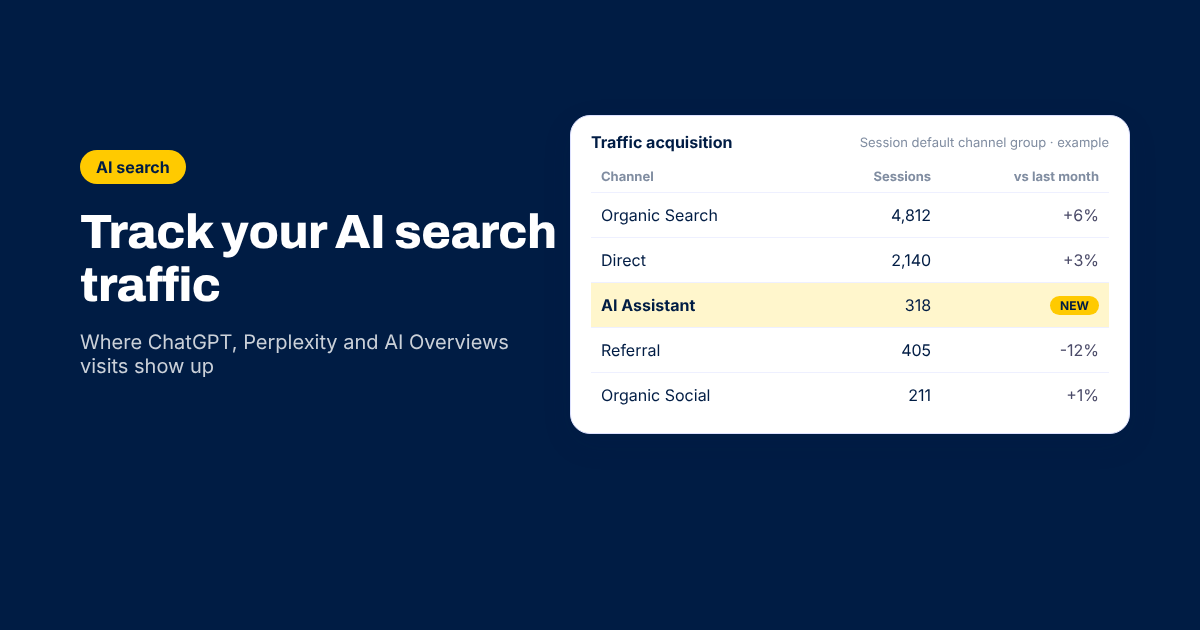 AI search
Track your AI search
traffic
Where ChatGPT, Perplexity and AI Overviews
visits show up
Traffic acquisition Session default channel group · example
Channel Sessions vs last month
Organic Search 4,812 +6%
Direct 2,140 +3%
AI Assistant 318 NEW
Referral 405 -12%
Organic Social 211 +1%